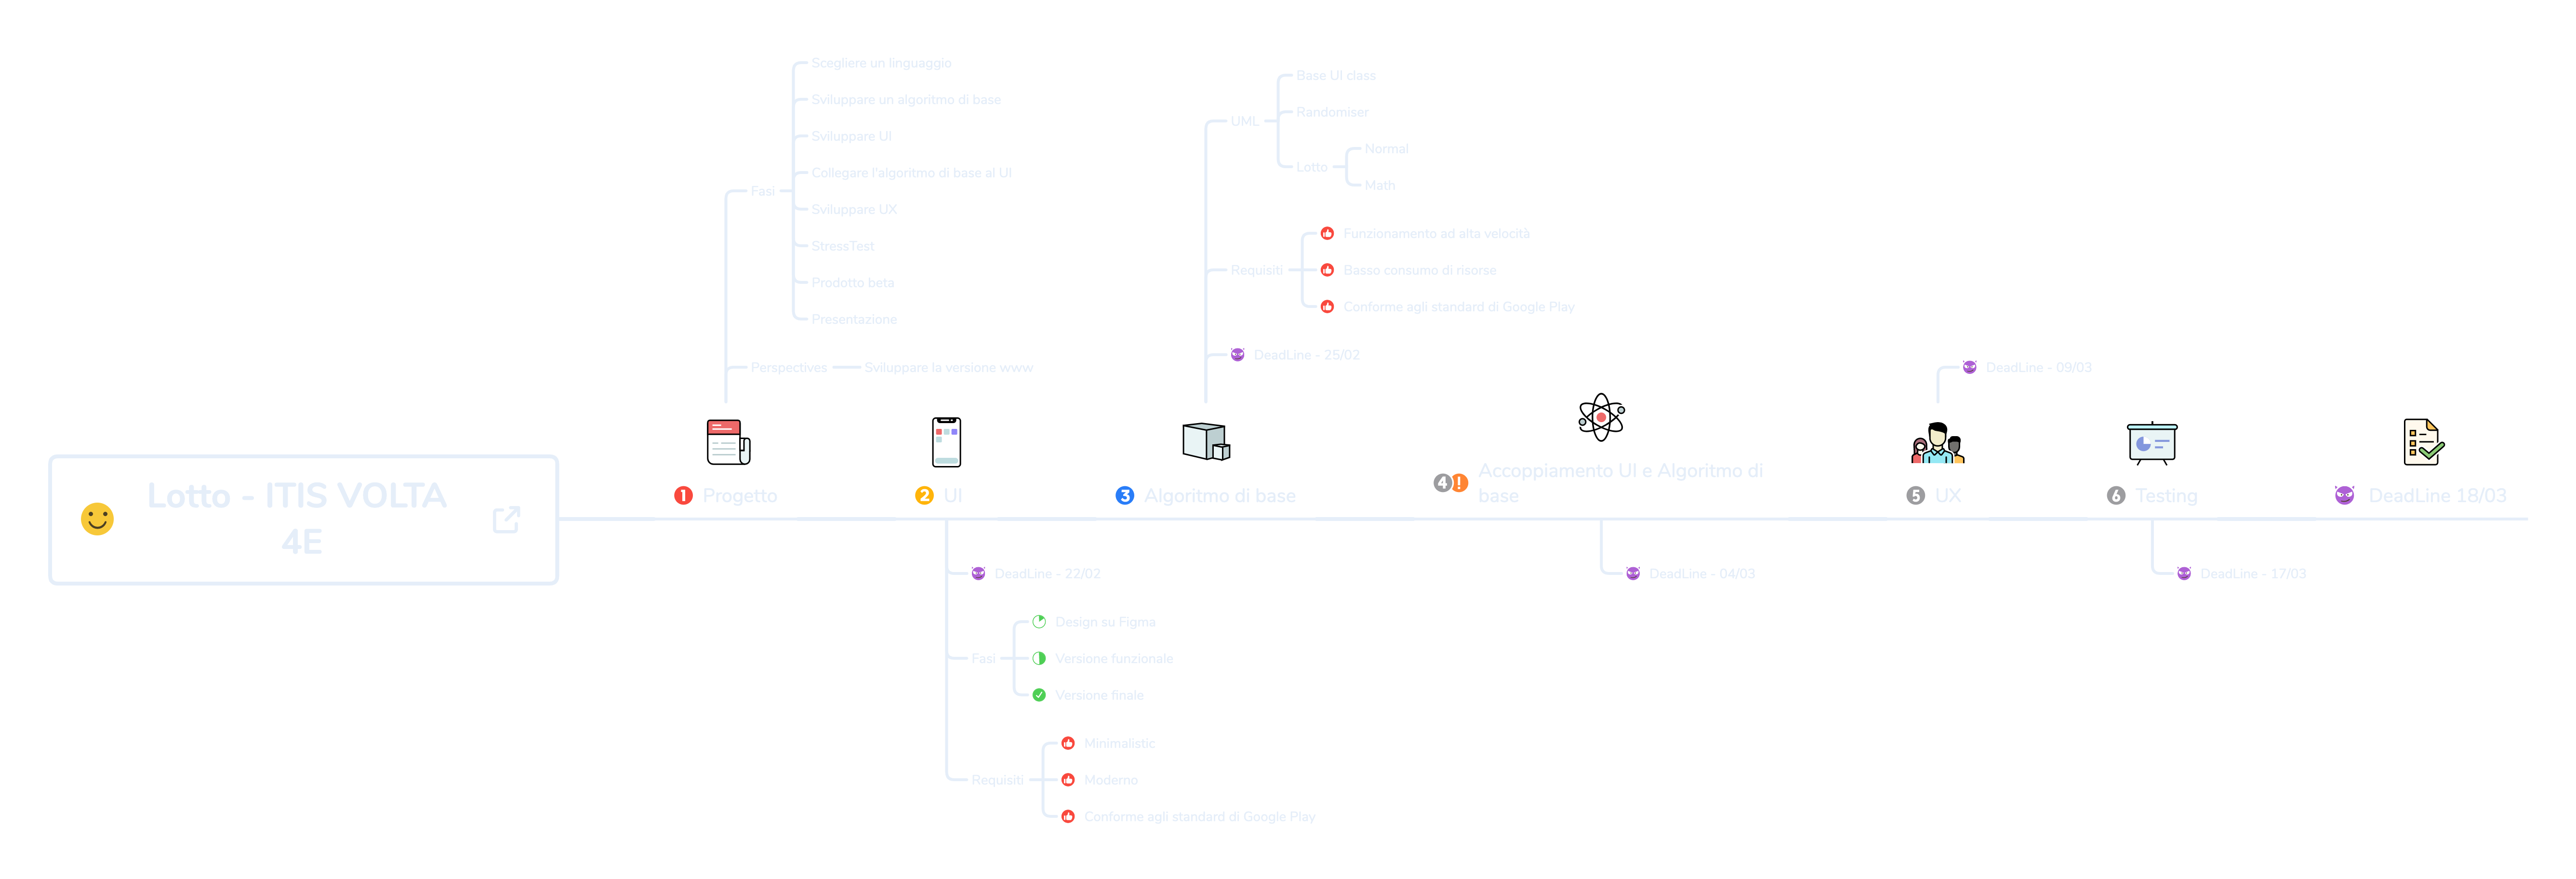 Lotto - ITIS VOLTA
4E
1 Progetto
Fasi
Scegliere un linguaggio
Sviluppare un algoritmo di base
Sviluppare UI
Collegare l'algoritmo di base al UI
Sviluppare UX
StressTest
Prodotto beta
Presentazione
Perspectives
Sviluppare la versione www
2 UI
DeadLine - 22/02
Fasi
Design su Figma
Versione funzionale
Versione finale
Requisiti
Minimalistic
Moderno
Conforme agli standard di Google Play
3 Algoritmo di base
UML
Base UI class
Randomiser
Lotto
Normal
Math
Requisiti
Funzionamento ad alta velocità
Basso consumo di risorse
Conforme agli standard di Google Play
DeadLine - 25/02
4 ! Accoppiamento UI e Algoritmo di
base
DeadLine - 04/03
5 UX
DeadLine - 09/03
6 Testing
DeadLine - 17/03
DeadLine 18/03